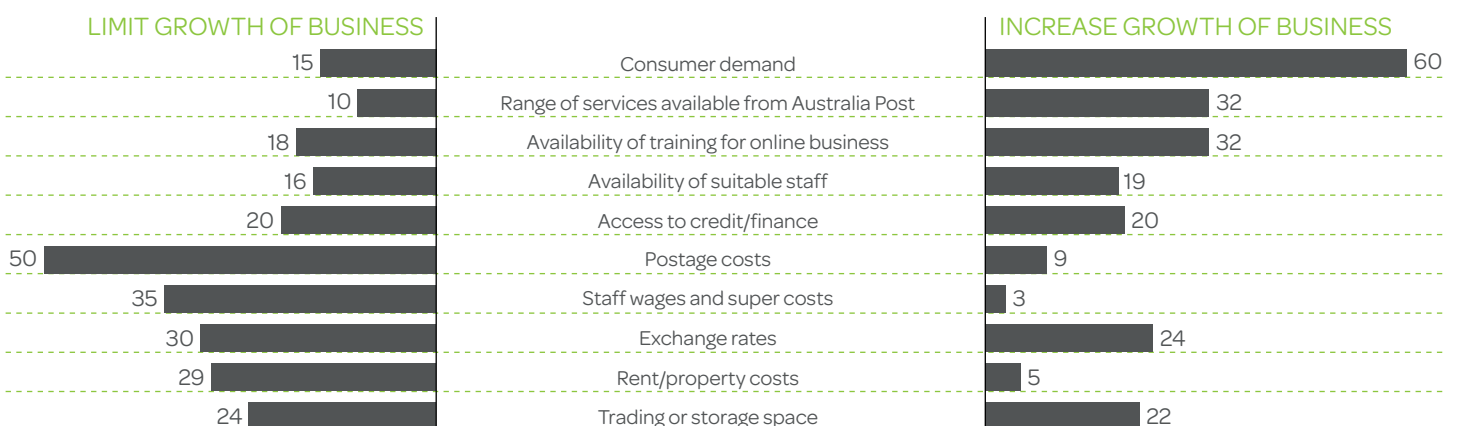 LIMIT GROWTH OF BUSINESS INCREASE GROWTH OF BUSINESS
15 Consumer demand 60
10 Range of services available from Australia Post 32
18 Availability of training for online business 32
16 Availability of suitable staff 19
20 Access to credit/finance 20
50 Postage costs 9
35 Staff wages and super costs 3
30 Exchange rates 24
29 Rent/property costs 5
24 Trading or storage space 22